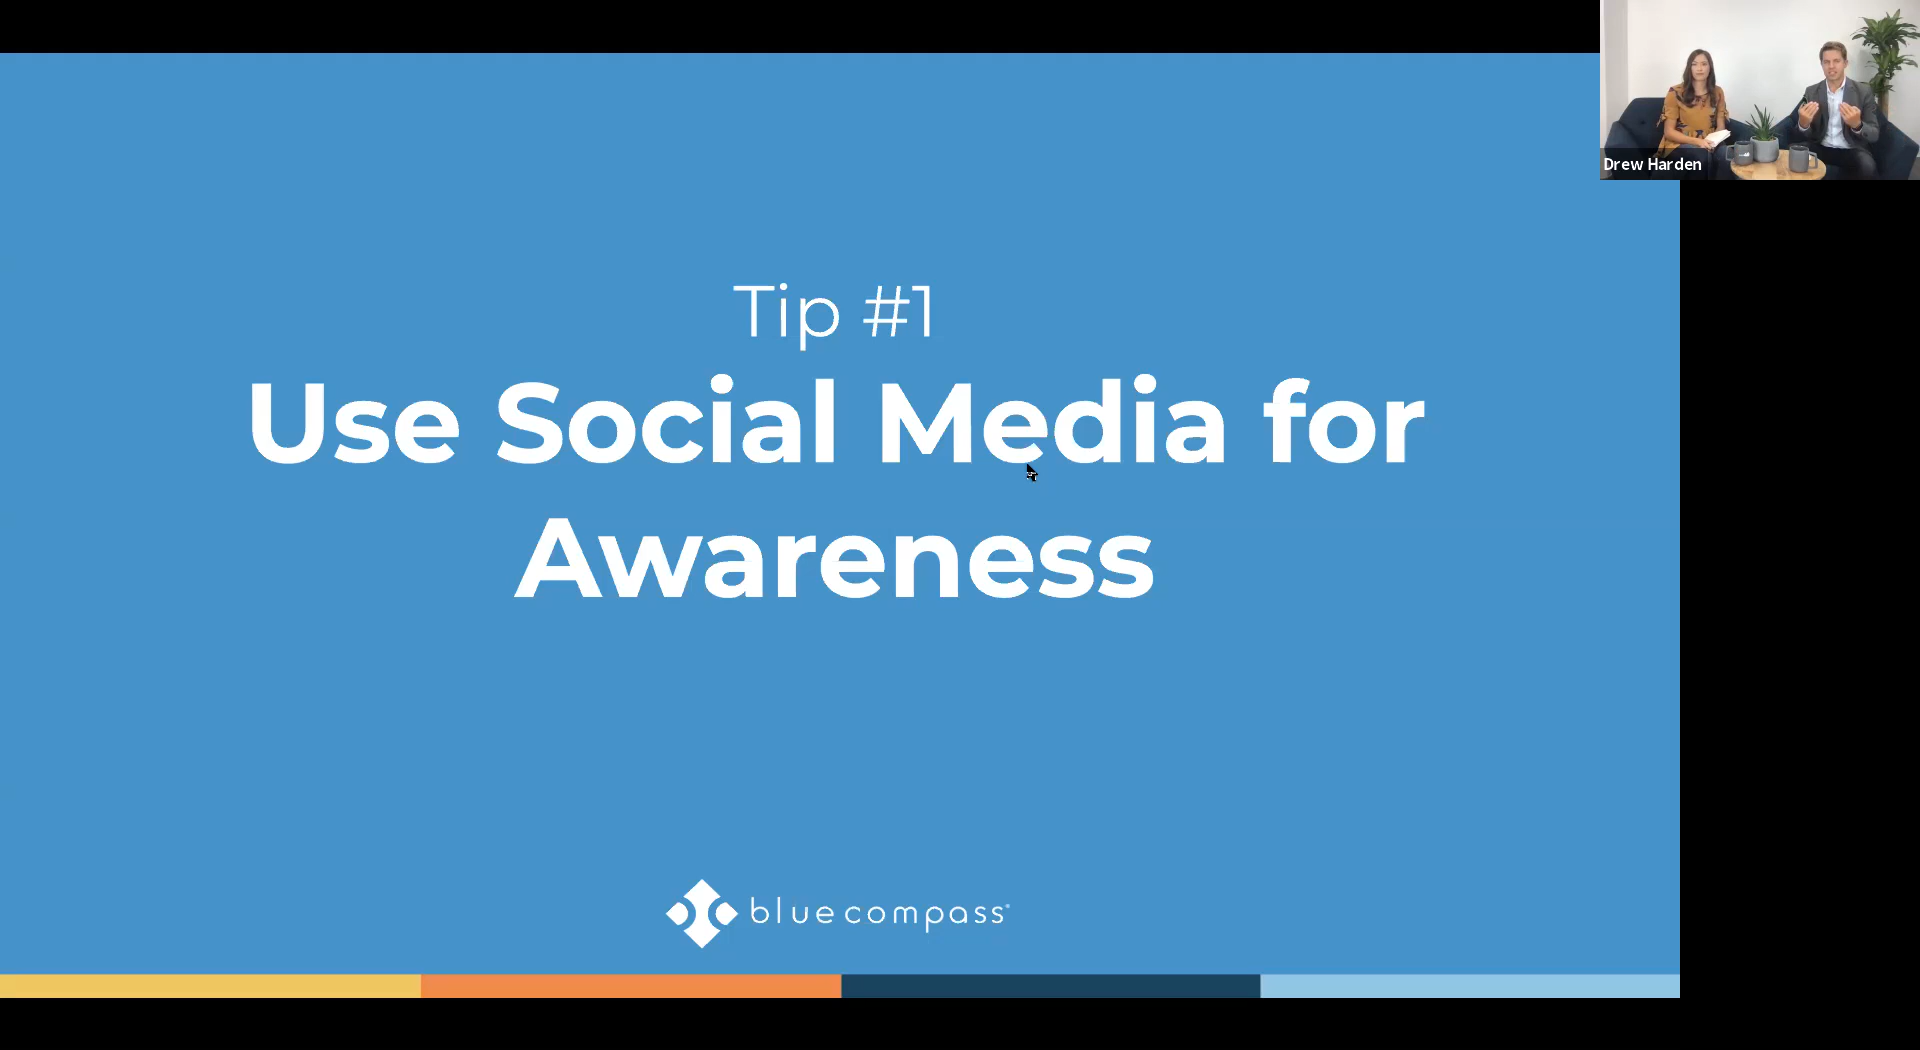 Drew Harden
Tip #1
Use Social Media for
Awareness
blue compass